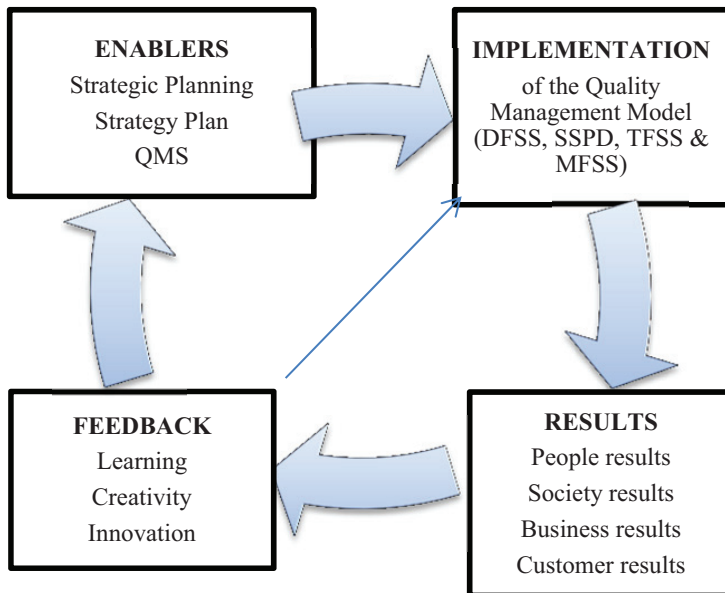 ENABLERS
Strategic Planning
Strategy Plan
QMS
IMPLEMENTATION
of the Quality
Management Model
(DFSS, SSPD, TFSS &
MFSS)
FEEDBACK
Learning
Creativity
Innovation
RESULTS
People results
Society results
Business results
Customer results